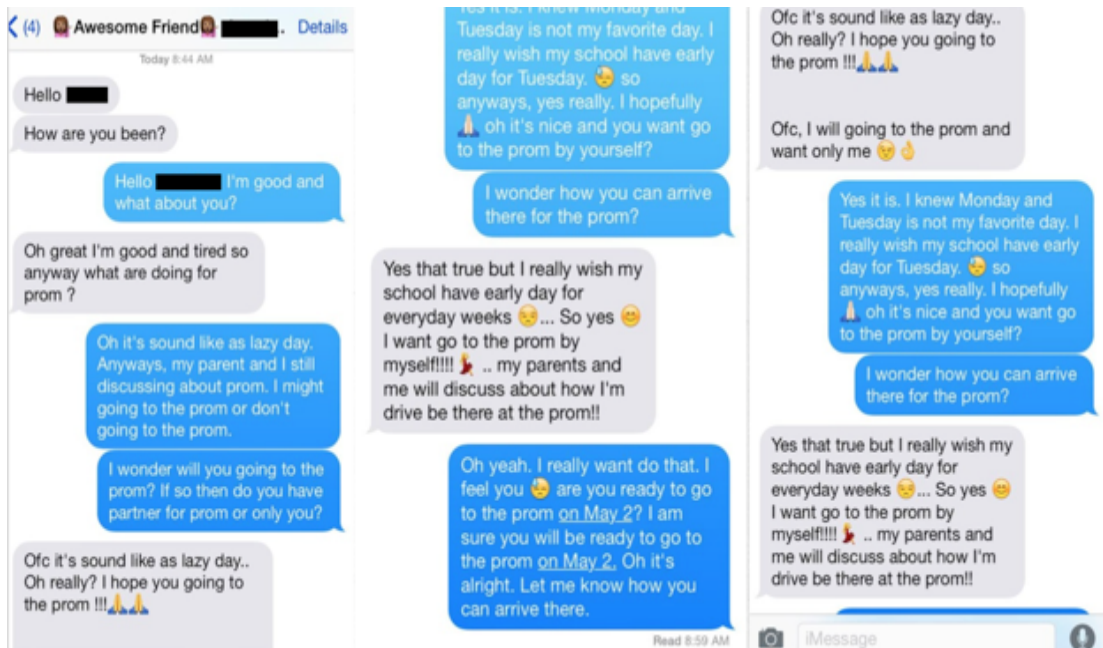 (4) Awesome Friend . Details
Today 8:44 AM
Hello
How are you been?
Hello I'm good and
what about you?
Oh great I'm good and tired so
anyway what are doing for
prom ?
Oh it's sound like as lazy day.
Anyways, my parent and I still
discussing about prom. I might
going to the prom or don't
going to the prom.
I wonder will you going to the
prom? If so then do you have
partner for prom or only you?
Ofc it's sound like as lazy day..
Oh really? I hope you going to
the prom !!!🙏🙏
Yes it is. I knew Monday and
Tuesday is not my favorite day. I
really wish my school have early
day for Tuesday. 😓 so
anyways, yes really. I hopefully
🙏 oh it's nice and you want go
to the prom by yourself?
I wonder how you can arrive
there for the prom?
Yes that true but I really wish my
school have early day for
everyday weeks 😒... So yes 😊
I want go to the prom by
myself!!!! 💃 .. my parents and
me will discuss about how I'm
drive be there at the prom!!
Oh yeah. I really want do that. I
feel you 😓 are you ready to go
to the prom on May 2? I am
sure you will be ready to go to
the prom on May 2. Oh it's
alright. Let me know how you
can arrive there.
Read 8:59 AM
Ofc it's sound like as lazy day..
Oh really? I hope you going to
the prom !!!🙏🙏
Ofc, I will going to the prom and
want only me 😉👌
Yes it is. I knew Monday and
Tuesday is not my favorite day. I
really wish my school have early
day for Tuesday. 😓 so
anyways, yes really. I hopefully
🙏 oh it's nice and you want go
to the prom by yourself?
I wonder how you can arrive
there for the prom?
Yes that true but I really wish my
school have early day for
everyday weeks 😒... So yes 😊
I want go to the prom by
myself!!!! 💃 .. my parents and
me will discuss about how I'm
drive be there at the prom!!
iMessage